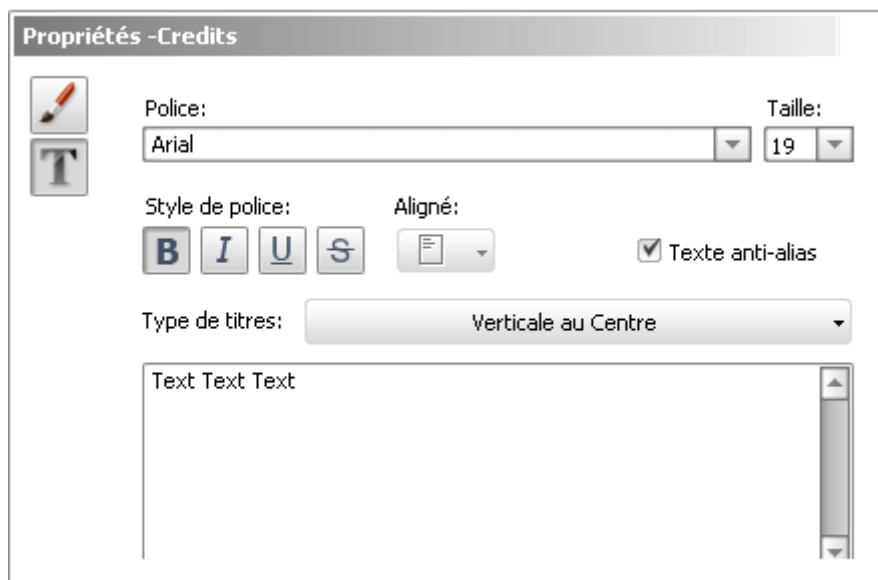 Propriétés -Credits
Police: Taille:
Arial 19
Style de police: Aligné:
B I U S Texte anti-alias
Type de titres: Verticale au Centre
Text Text Text